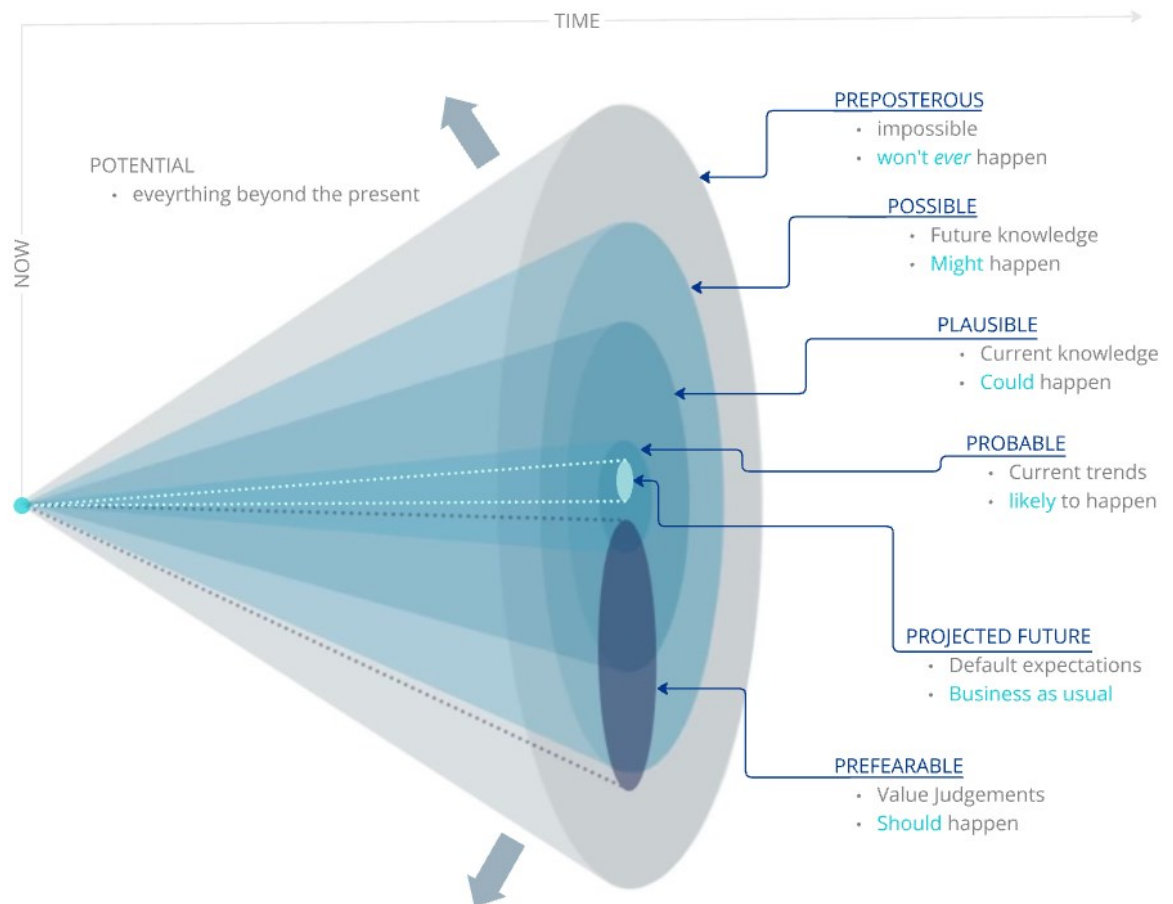 TIME
NOW
POTENTIAL
• eveyrthing beyond the present
PREPOSTEROUS
• impossible
• won't ever happen
POSSIBLE
• Future knowledge
• Might happen
PLAUSIBLE
• Current knowledge
• Could happen
PROBABLE
• Current trends
• likely to happen
PROJECTED FUTURE
• Default expectations
• Business as usual
PREFEARABLE
• Value Judgements
• Should happen